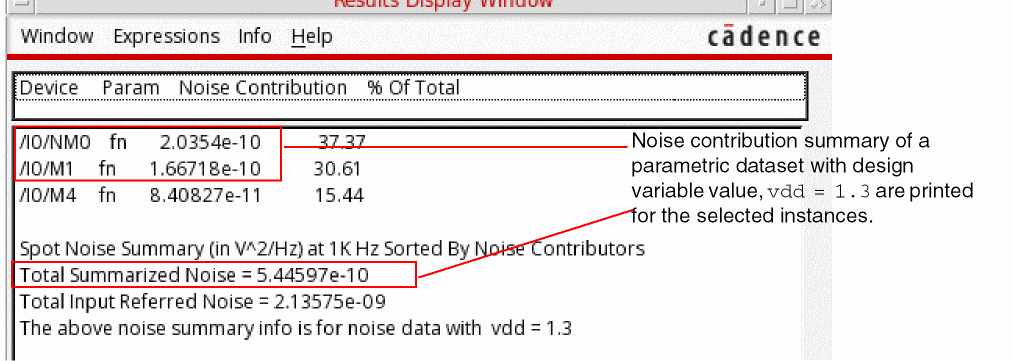 Results Display Window
Window Expressions Info Help cādence
Device Param Noise Contribution % Of Total
/I0/NM0 fn 2.0354e-10 37.37
/I0/M1 fn 1.66718e-10 30.61
/I0/M4 fn 8.40827e-11 15.44
Noise contribution summary of a
parametric dataset with design
variable value, vdd = 1.3 are printed
for the selected instances.
Spot Noise Summary (in V^2/Hz) at 1K Hz Sorted By Noise Contributors
Total Summarized Noise = 5.44597e-10
Total Input Referred Noise = 2.13575e-09
The above noise summary info is for noise data with vdd = 1.3